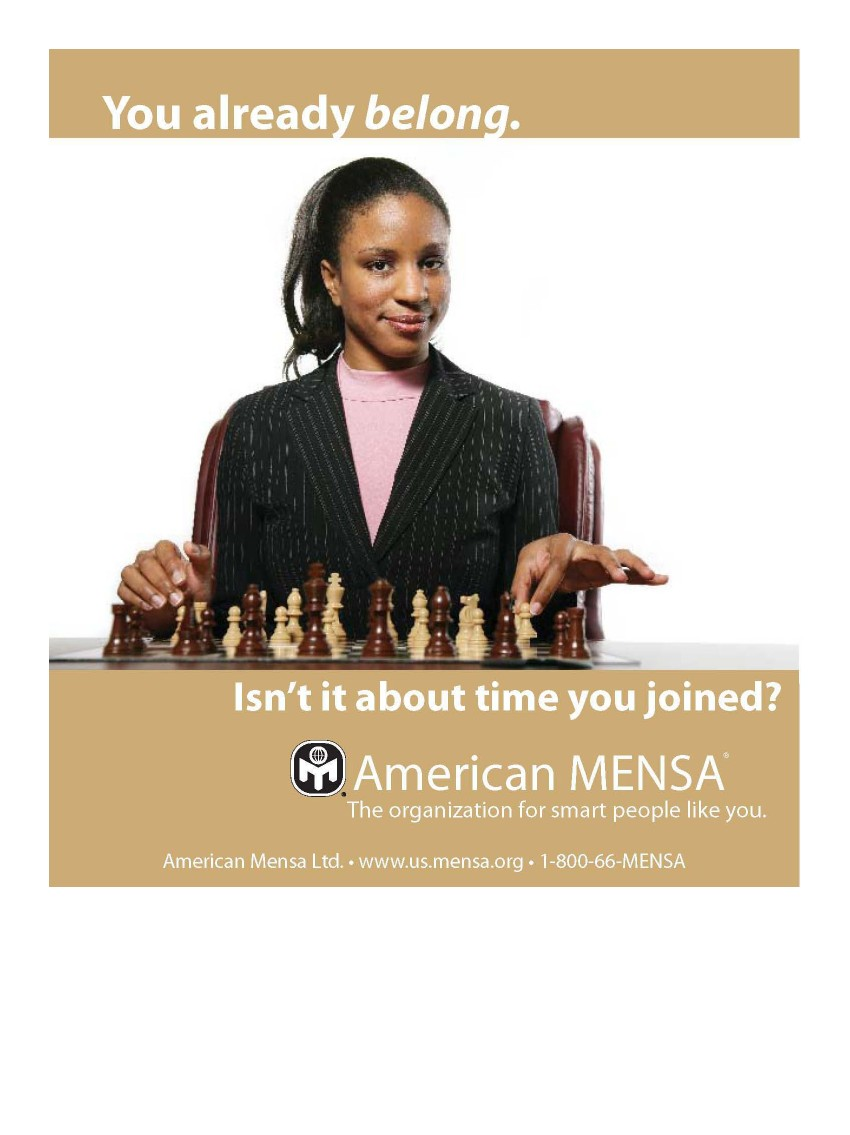 You already belong.
Isn't it about time you joined?
American MENSA®
The organization for smart people like you.
American Mensa Ltd. • www.us.mensa.org • 1-800-66-MENSA